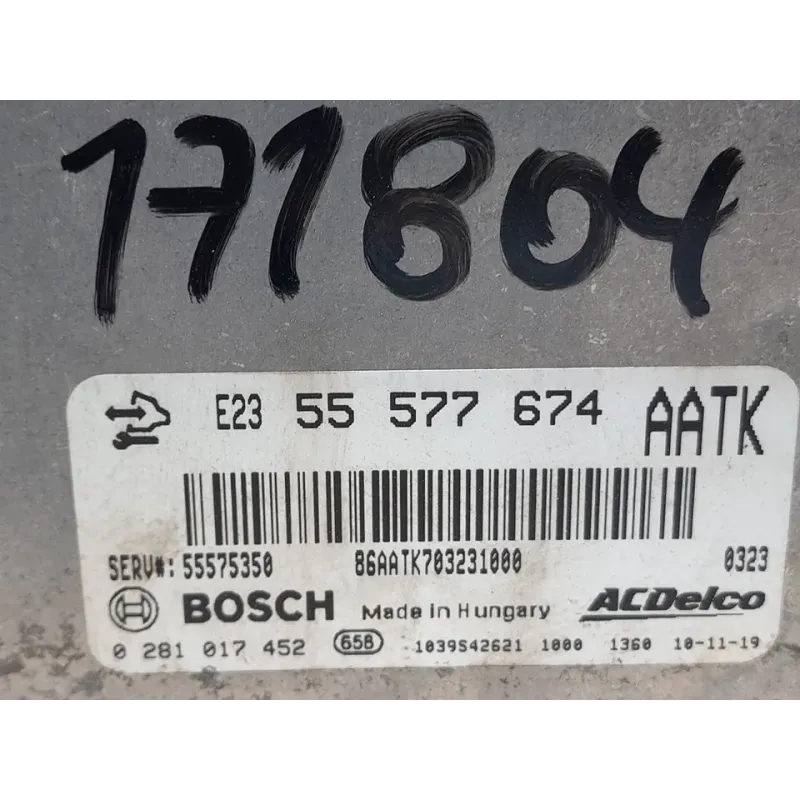 171804
E23 55 577 674 AATK
SERV#: 55575350 86AATK703231000 0323
BOSCH Made in Hungary ACDelco
0 281 017 452 658 1039S42621 1000 1360 10-11-19